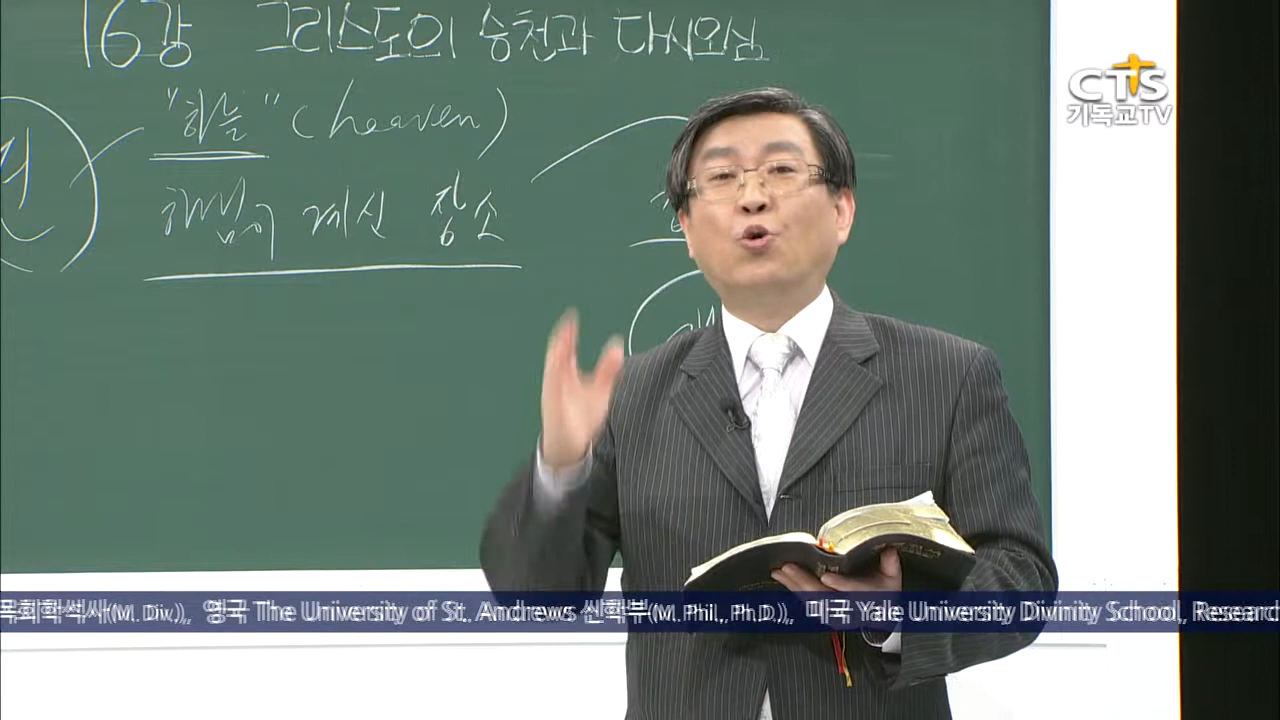 16강 그리스도의 승천과 다시오심
"하늘" (heaven)
하나님이 계신 장소
CTS
기독교TV
목회학석사(M. Div.),, 영국 The University of St. Andrews 신학부(M. Phil., Ph.D.),, 미국 Yale University Divinity School, Research